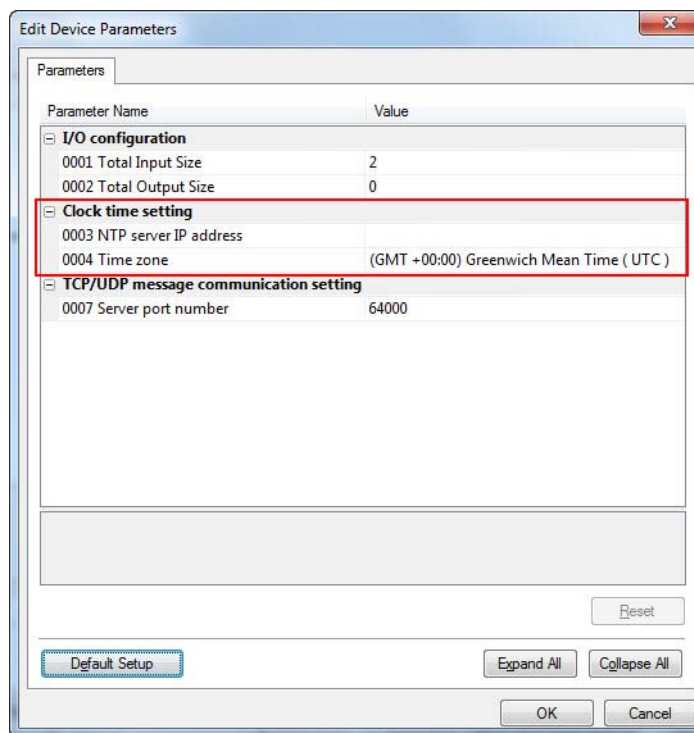 Edit Device Parameters
Parameters
Parameter Name Value
I/O configuration
0001 Total Input Size 2
0002 Total Output Size 0
Clock time setting
0003 NTP server IP address
0004 Time zone (GMT +00:00) Greenwich Mean Time ( UTC )
TCP/UDP message communication setting
0007 Server port number 64000
Reset
Default Setup Expand All Collapse All
OK Cancel